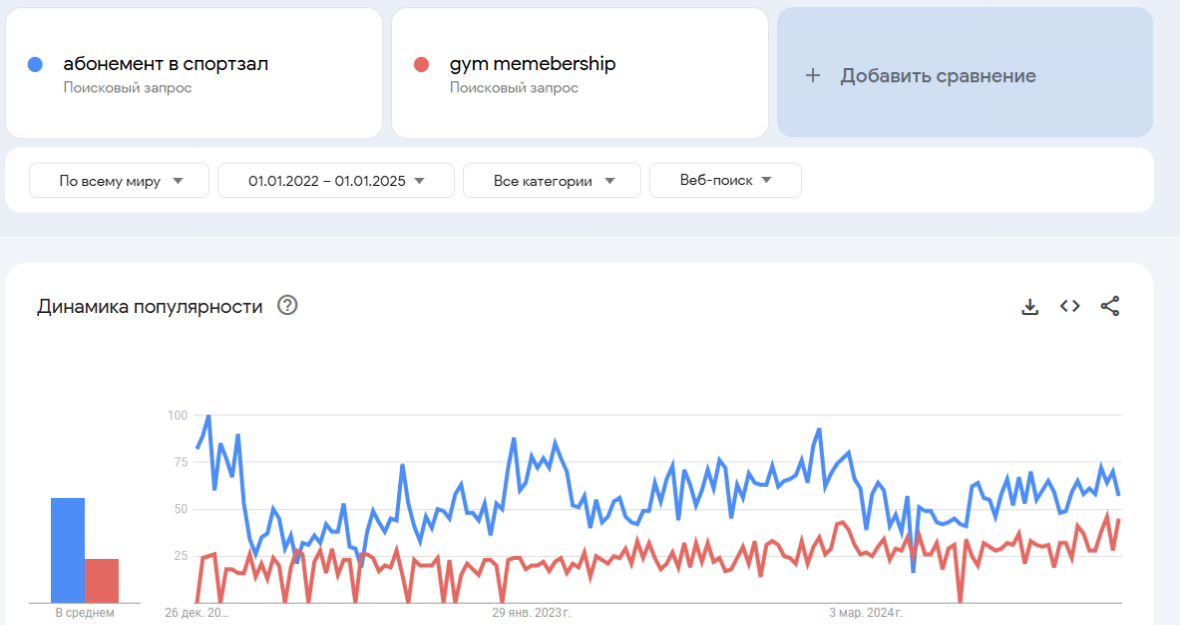 абонемент в спортзал
Поисковый запрос
gym memebership
Поисковый запрос
+ Добавить сравнение
По всему миру
01.01.2022 – 01.01.2025
Все категории
Веб-поиск
Динамика популярности
100
75
50
25
В среднем
26 дек. 20...
29 янв. 2023 г.
3 мар. 2024 г.